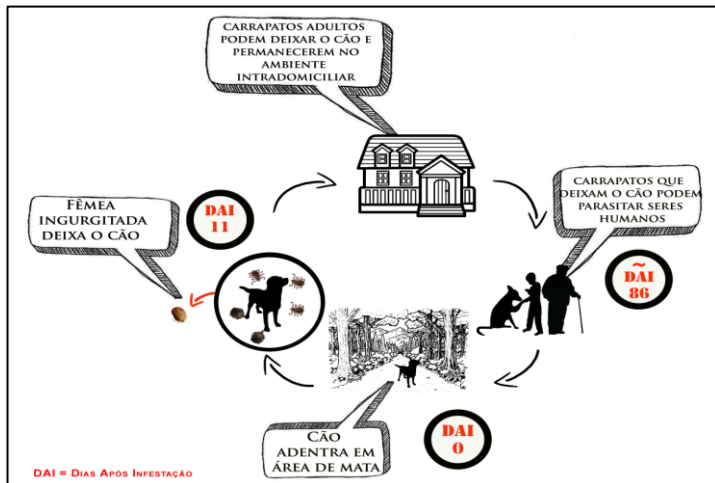 CARRAPATOS ADULTOS
PODEM DEIXAR O CÃO E
PERMANECEREM NO
AMBIENTE
INTRADOMICILIAR
CARRAPATOS QUE
DEIXAM O CÃO PODEM
PARASITAR SERES
HUMANOS
FÊMEA
INGURGITADA
DEIXA O CÃO
DAI
11
~
DAI
86
CÃO
ADENTRA EM
ÁREA DE MATA
DAI
0
DAI = DIAS APÓS INFESTAÇÃO